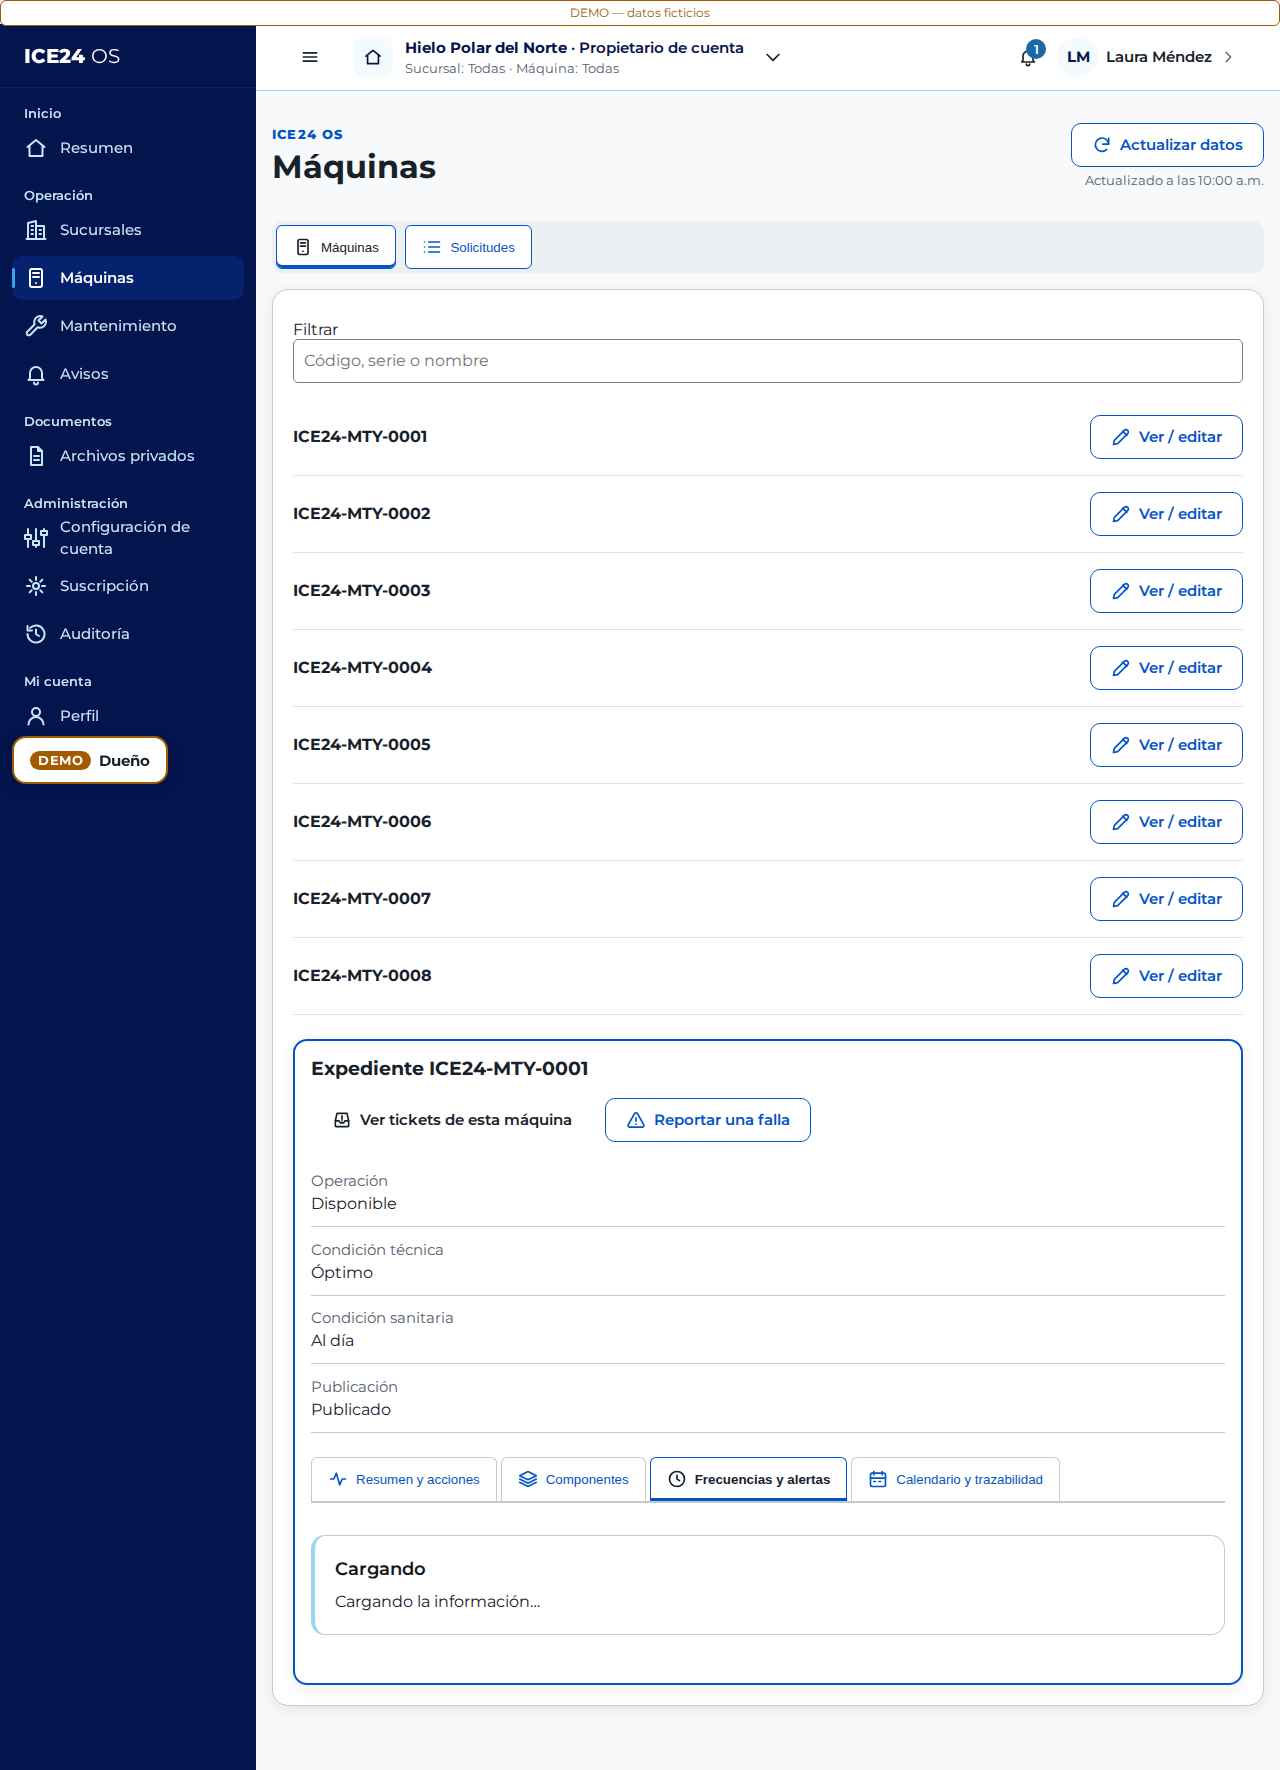 DEMO — datos ficticios
ICE24 OS
Inicio
Resumen
Operación
Sucursales
Máquinas
Mantenimiento
Avisos
Documentos
Archivos privados
Administración
Configuración de
cuenta
Suscripción
Auditoría
Mi cuenta
Perfil
DEMO Dueño
Hielo Polar del Norte · Propietario de cuenta
Sucursal: Todas · Máquina: Todas
1
LM Laura Méndez
ICE24 OS
Máquinas
Actualizar datos
Actualizado a las 10:00 a.m.
Máquinas Solicitudes
Filtrar
Código, serie o nombre
ICE24-MTY-0001 Ver / editar
ICE24-MTY-0002 Ver / editar
ICE24-MTY-0003 Ver / editar
ICE24-MTY-0004 Ver / editar
ICE24-MTY-0005 Ver / editar
ICE24-MTY-0006 Ver / editar
ICE24-MTY-0007 Ver / editar
ICE24-MTY-0008 Ver / editar
Expediente ICE24-MTY-0001
Ver tickets de esta máquina Reportar una falla
Operación
Disponible
Condición técnica
Óptimo
Condición sanitaria
Al día
Publicación
Publicado
Resumen y acciones Componentes Frecuencias y alertas Calendario y trazabilidad
Cargando
Cargando la información…